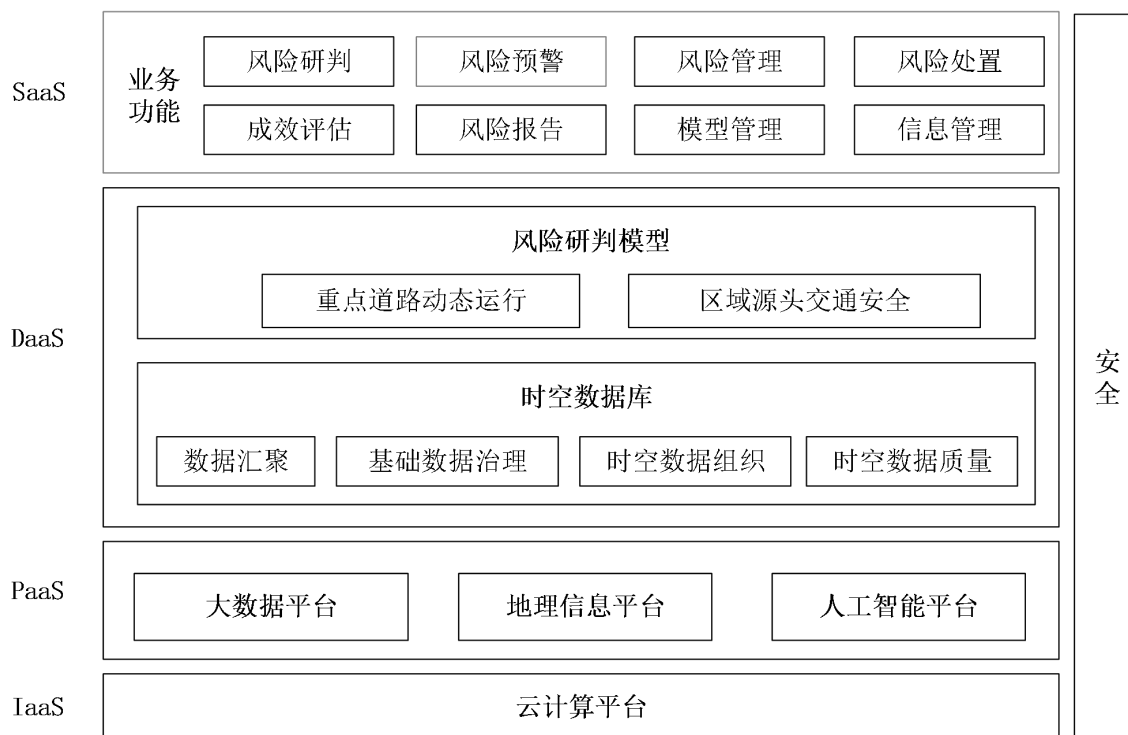 SaaS
业务
功能
风险研判
风险预警
风险管理
风险处置
成效评估
风险报告
模型管理
信息管理
DaaS
风险研判模型
重点道路动态运行
区域源头交通安全
时空数据库
数据汇聚
基础数据治理
时空数据组织
时空数据质量
PaaS
大数据平台
地理信息平台
人工智能平台
IaaS
云计算平台
安
全